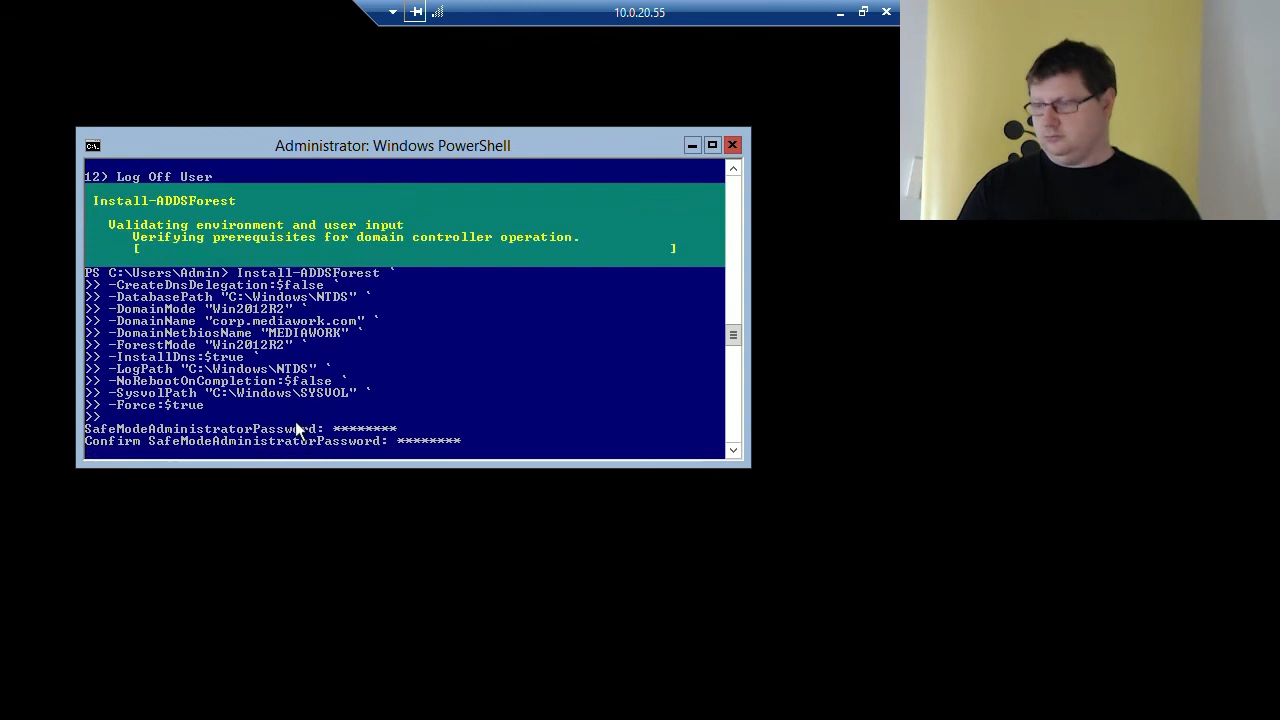 10.0.20.55
Administrator: Windows PowerShell
12) Log Off User
Install-ADDSForest
Validating environment and user input
Verifying prerequisites for domain controller operation.
[ ]
PS C:\Users\Admin> Install-ADDSForest `
>> -CreateDnsDelegation:$false `
>> -DatabasePath "C:\Windows\NTDS" `
>> -DomainMode "Win2012R2" `
>> -DomainName "corp.mediawork.com" `
>> -DomainNetbiosName "MEDIAWORK" `
>> -ForestMode "Win2012R2" `
>> -InstallDns:$true `
>> -LogPath "C:\Windows\NTDS" `
>> -NoRebootOnCompletion:$false `
>> -SysvolPath "C:\Windows\SYSVOL" `
>> -Force:$true
>>
SafeModeAdministratorPassword: ********
Confirm SafeModeAdministratorPassword: ********